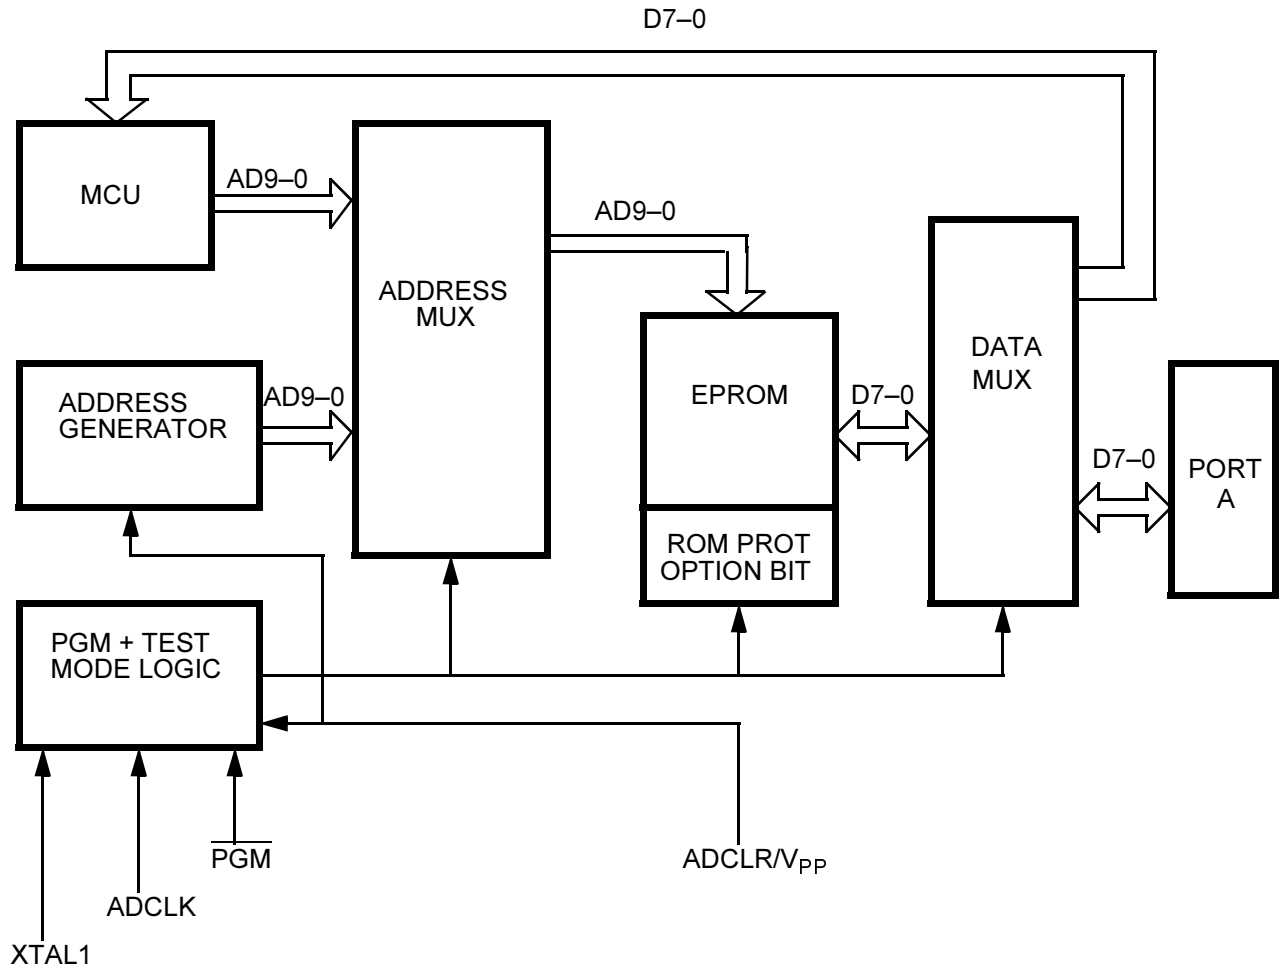 D7–0
MCU
AD9–0
AD9–0
ADDRESS
MUX
DATA
MUX
EPROM
D7–0
ADDRESS
GENERATOR
AD9–0
D7–0
PORT
A
ROM PROT
OPTION BIT
PGM + TEST
MODE LOGIC
PGM
ADCLR/VPP
ADCLK
XTAL1